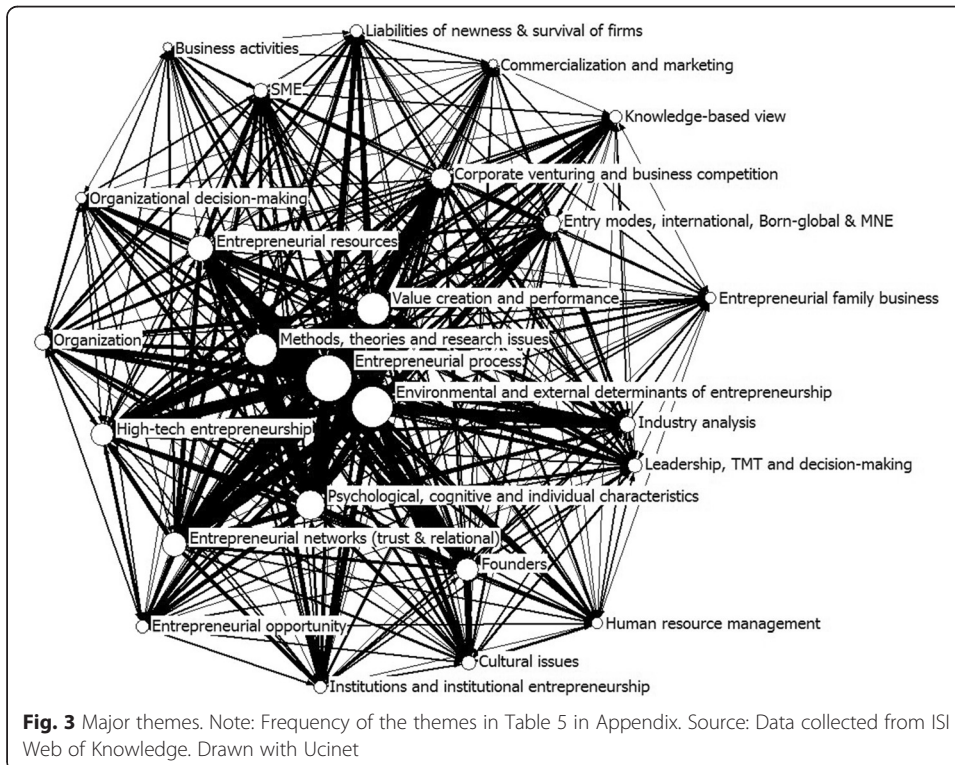 Liabilities of newness & survival of firms
Business activities
Commercialization and marketing
SME
Knowledge-based view
Corporate venturing and business competition
Organizational decision-making
Entry modes, international, Born-global & MNE
Entrepreneurial resources
Value creation and performance
Entrepreneurial family business
Organization
Methods, theories and research issues
Entrepreneurial process
Environmental and external determinants of entrepreneurship
Industry analysis
High-tech entrepreneurship
Leadership, TMT and decision-making
Psychological, cognitive and individual characteristics
Entrepreneurial networks (trust & relational)
Founders
Entrepreneurial opportunity
Human resource management
Cultural issues
Institutions and institutional entrepreneurship
Fig. 3 Major themes. Note: Frequency of the themes in Table 5 in Appendix. Source: Data collected from ISI
Web of Knowledge. Drawn with Ucinet